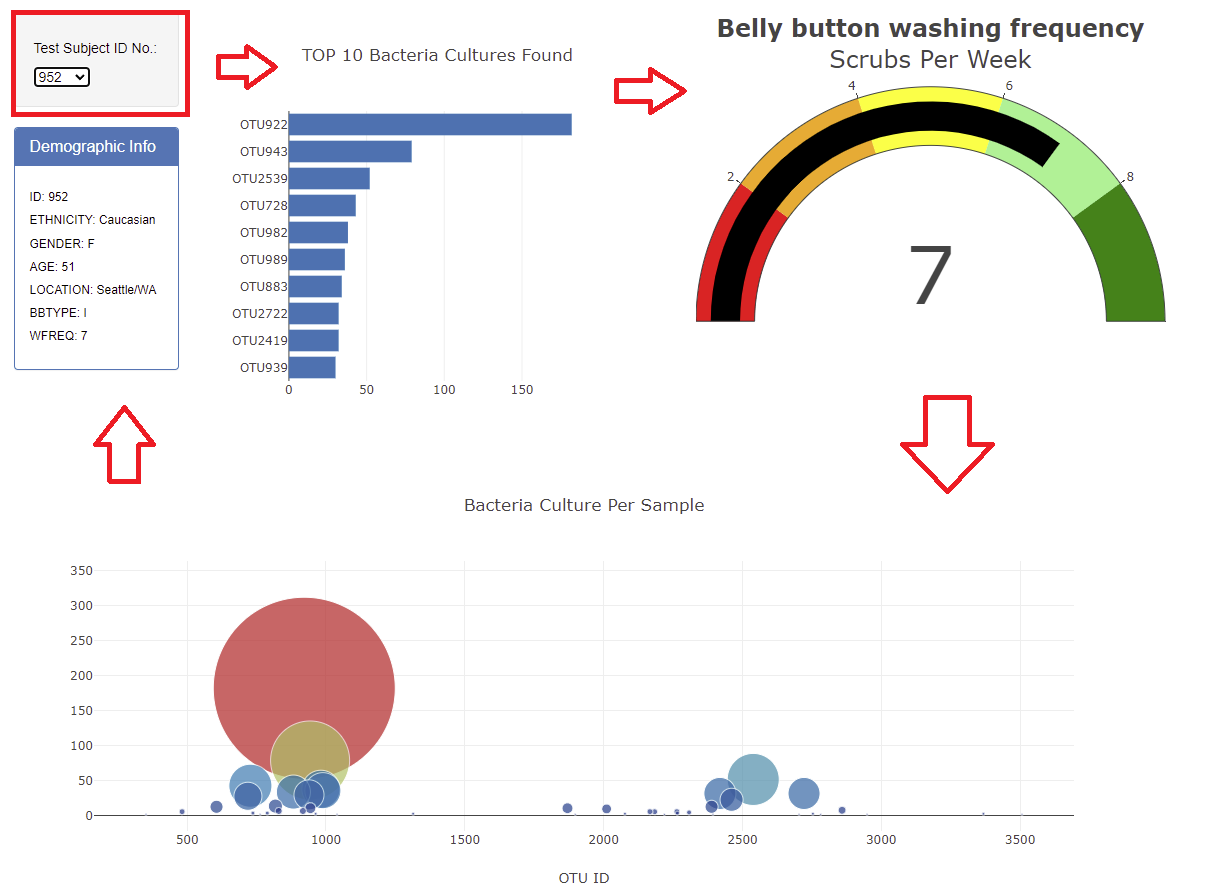 Test Subject ID No.:
952
Demographic Info
ID: 952
ETHNICITY: Caucasian
GENDER: F
AGE: 51
LOCATION: Seattle/WA
BBTYPE: I
WFREQ: 7
TOP 10 Bacteria Cultures Found
OTU922
OTU943
OTU2539
OTU728
OTU982
OTU989
OTU883
OTU2722
OTU2419
OTU939
0 50 100 150
Belly button washing frequency
Scrubs Per Week
4 6
2 8
7
Bacteria Culture Per Sample
350
300
250
200
150
100
50
0
500 1000 1500 2000 2500 3000 3500
OTU ID